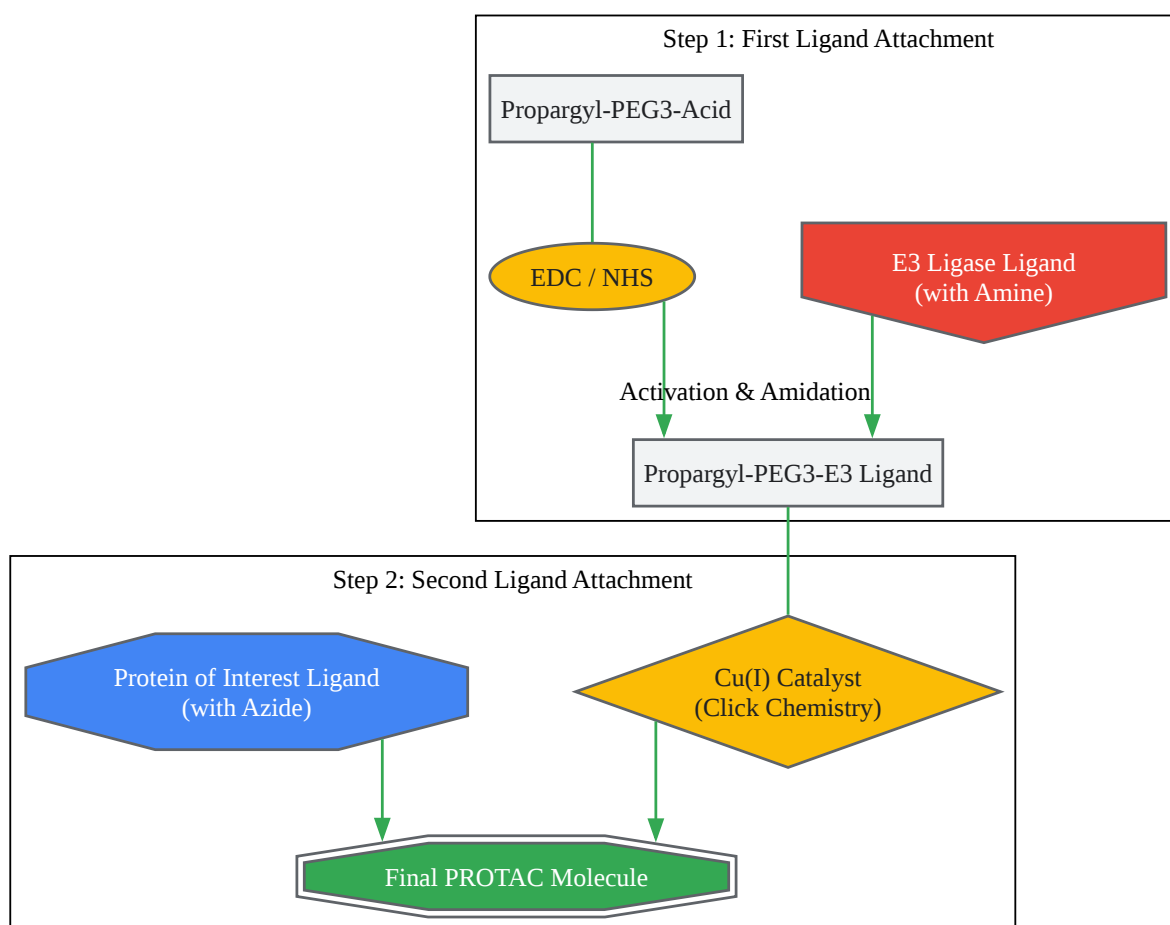 Step 1: First Ligand Attachment
Propargyl-PEG3-Acid
EDC / NHS
E3 Ligase Ligand
(with Amine)
Activation & Amidation
Propargyl-PEG3-E3 Ligand
Step 2: Second Ligand Attachment
Protein of Interest Ligand
(with Azide)
Cu(I) Catalyst
(Click Chemistry)
Final PROTAC Molecule